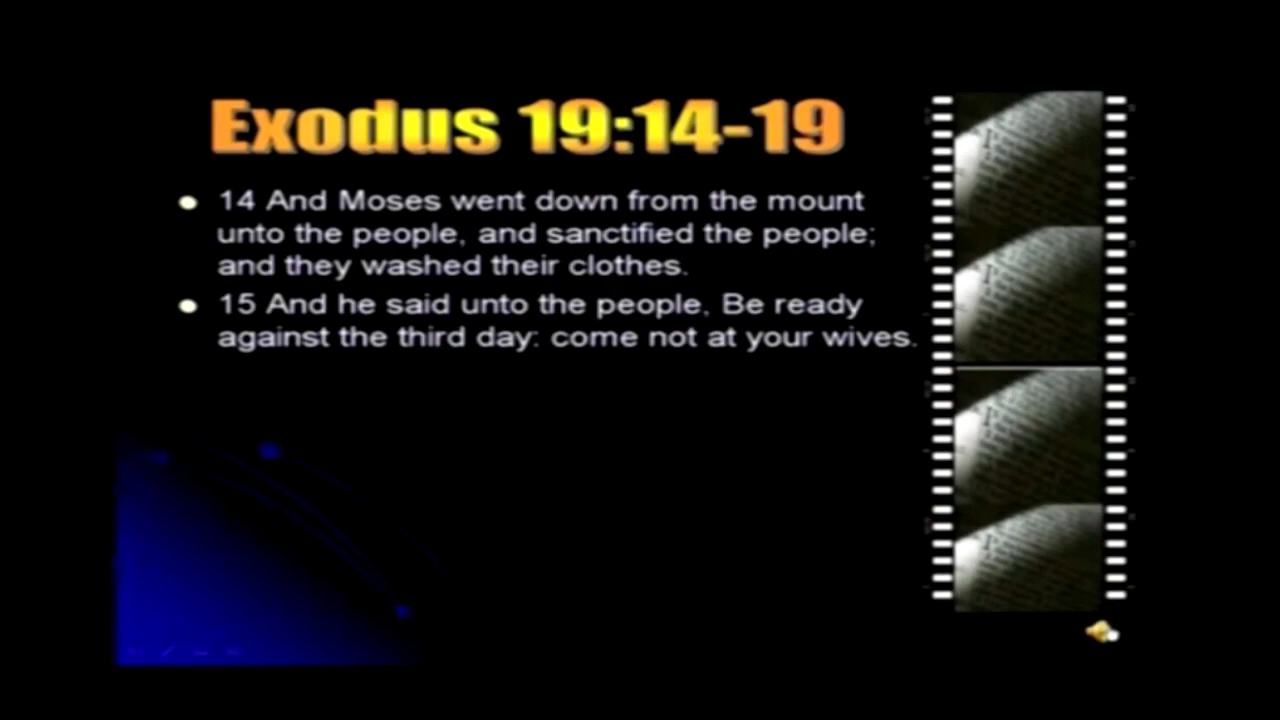 Exodus 19:14-19
14 And Moses went down from the mount
unto the people, and sanctified the people;
and they washed their clothes.
15 And he said unto the people, Be ready
against the third day: come not at your wives.